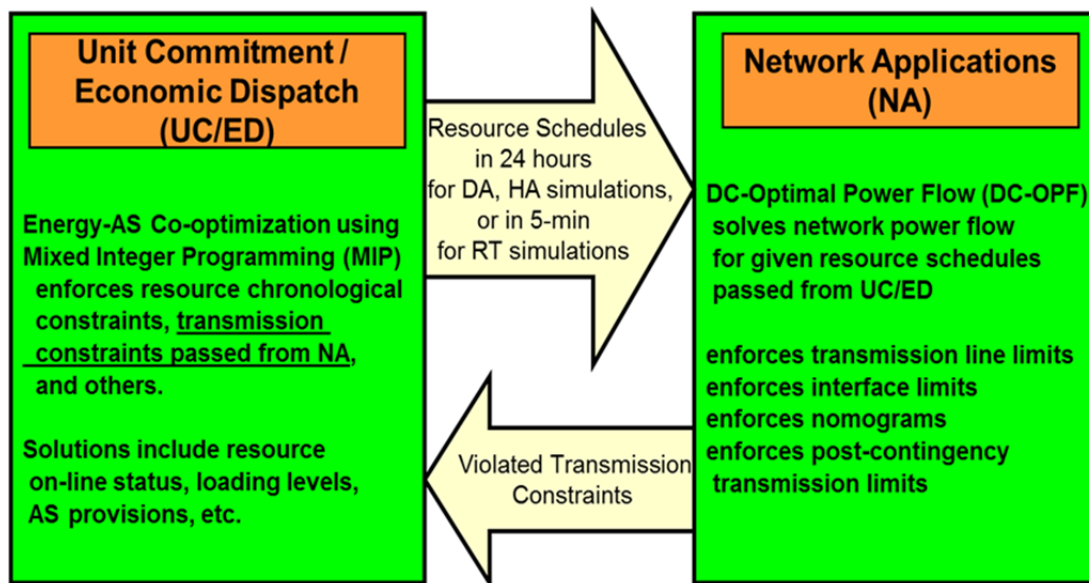 Unit Commitment /
Economic Dispatch
(UC/ED)
Energy-AS Co-optimization using
Mixed Integer Programming (MIP)
enforces resource chronological
constraints, transmission
constraints passed from NA,
and others.
Solutions include resource
on-line status, loading levels,
AS provisions, etc.
Resource Schedules
in 24 hours
for DA, HA simulations,
or in 5-min
for RT simulations
Violated Transmission
Constraints
Network Applications
(NA)
DC-Optimal Power Flow (DC-OPF)
solves network power flow
for given resource schedules
passed from UC/ED
enforces transmission line limits
enforces interface limits
enforces nomograms
enforces post-contingency
transmission limits